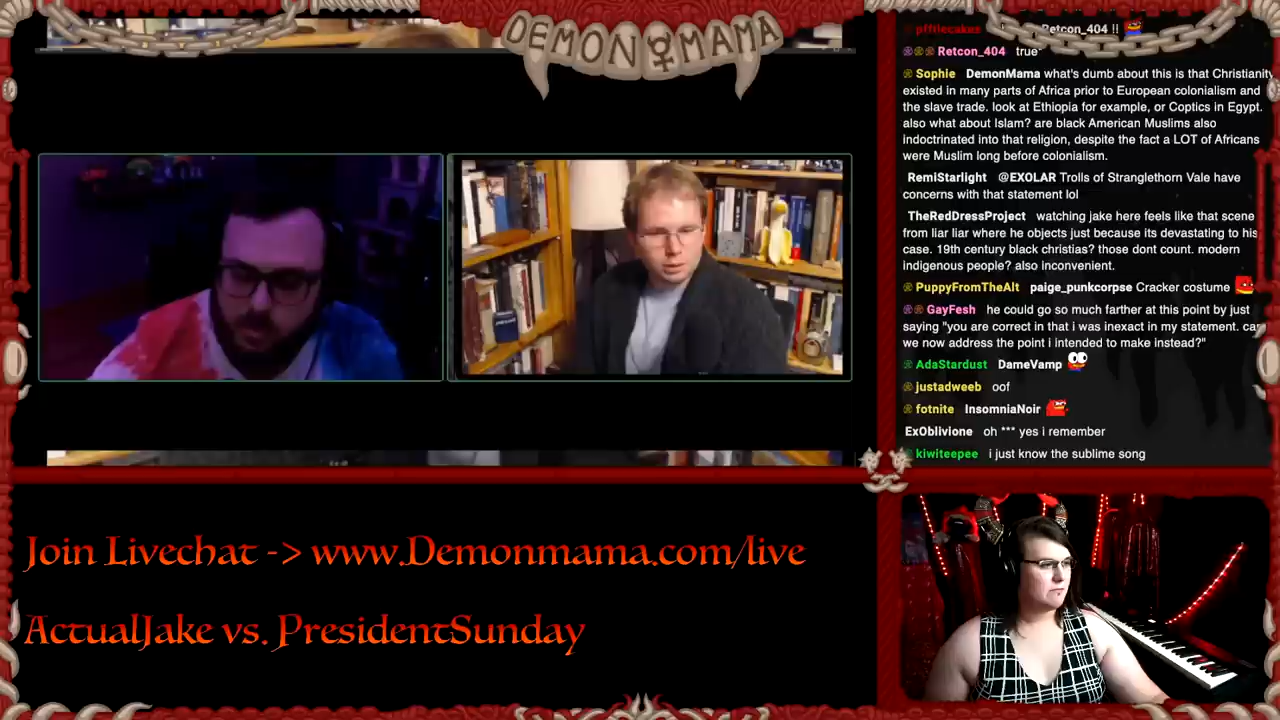 DEMON MAMA
pfftlecakes Retcon_404 !!
Retcon_404 true
Sophie DemonMama what's dumb about this is that Christianity
existed in many parts of Africa prior to European colonialism and
the slave trade. look at Ethiopia for example, or Coptics in Egypt.
also what about Islam? are black American Muslims also
indoctrinated into that religion, despite the fact a LOT of Africans
were Muslim long before colonialism.
RemiStarlight @EXOLAR Trolls of Stranglethorn Vale have
concerns with that statement lol
TheRedDressProject watching jake here feels like that scene
from liar liar where he objects just because its devastating to his
case. 19th century black christias? those dont count. modern
indigenous people? also inconvenient.
PuppyFromTheAlt paige_punkcorpse Cracker costume
GayFesh he could go so much farther at this point by just
saying "you are correct in that i was inexact in my statement. can
we now address the point i intended to make instead?"
AdaStardust DameVamp
justadweeb oof
fotnite InsomniaNoir
ExOblivione oh *** yes i remember
kiwiteepee i just know the sublime song
Join Livechat -> www.Demonmama.com/live
ActualJake vs. PresidentSunday